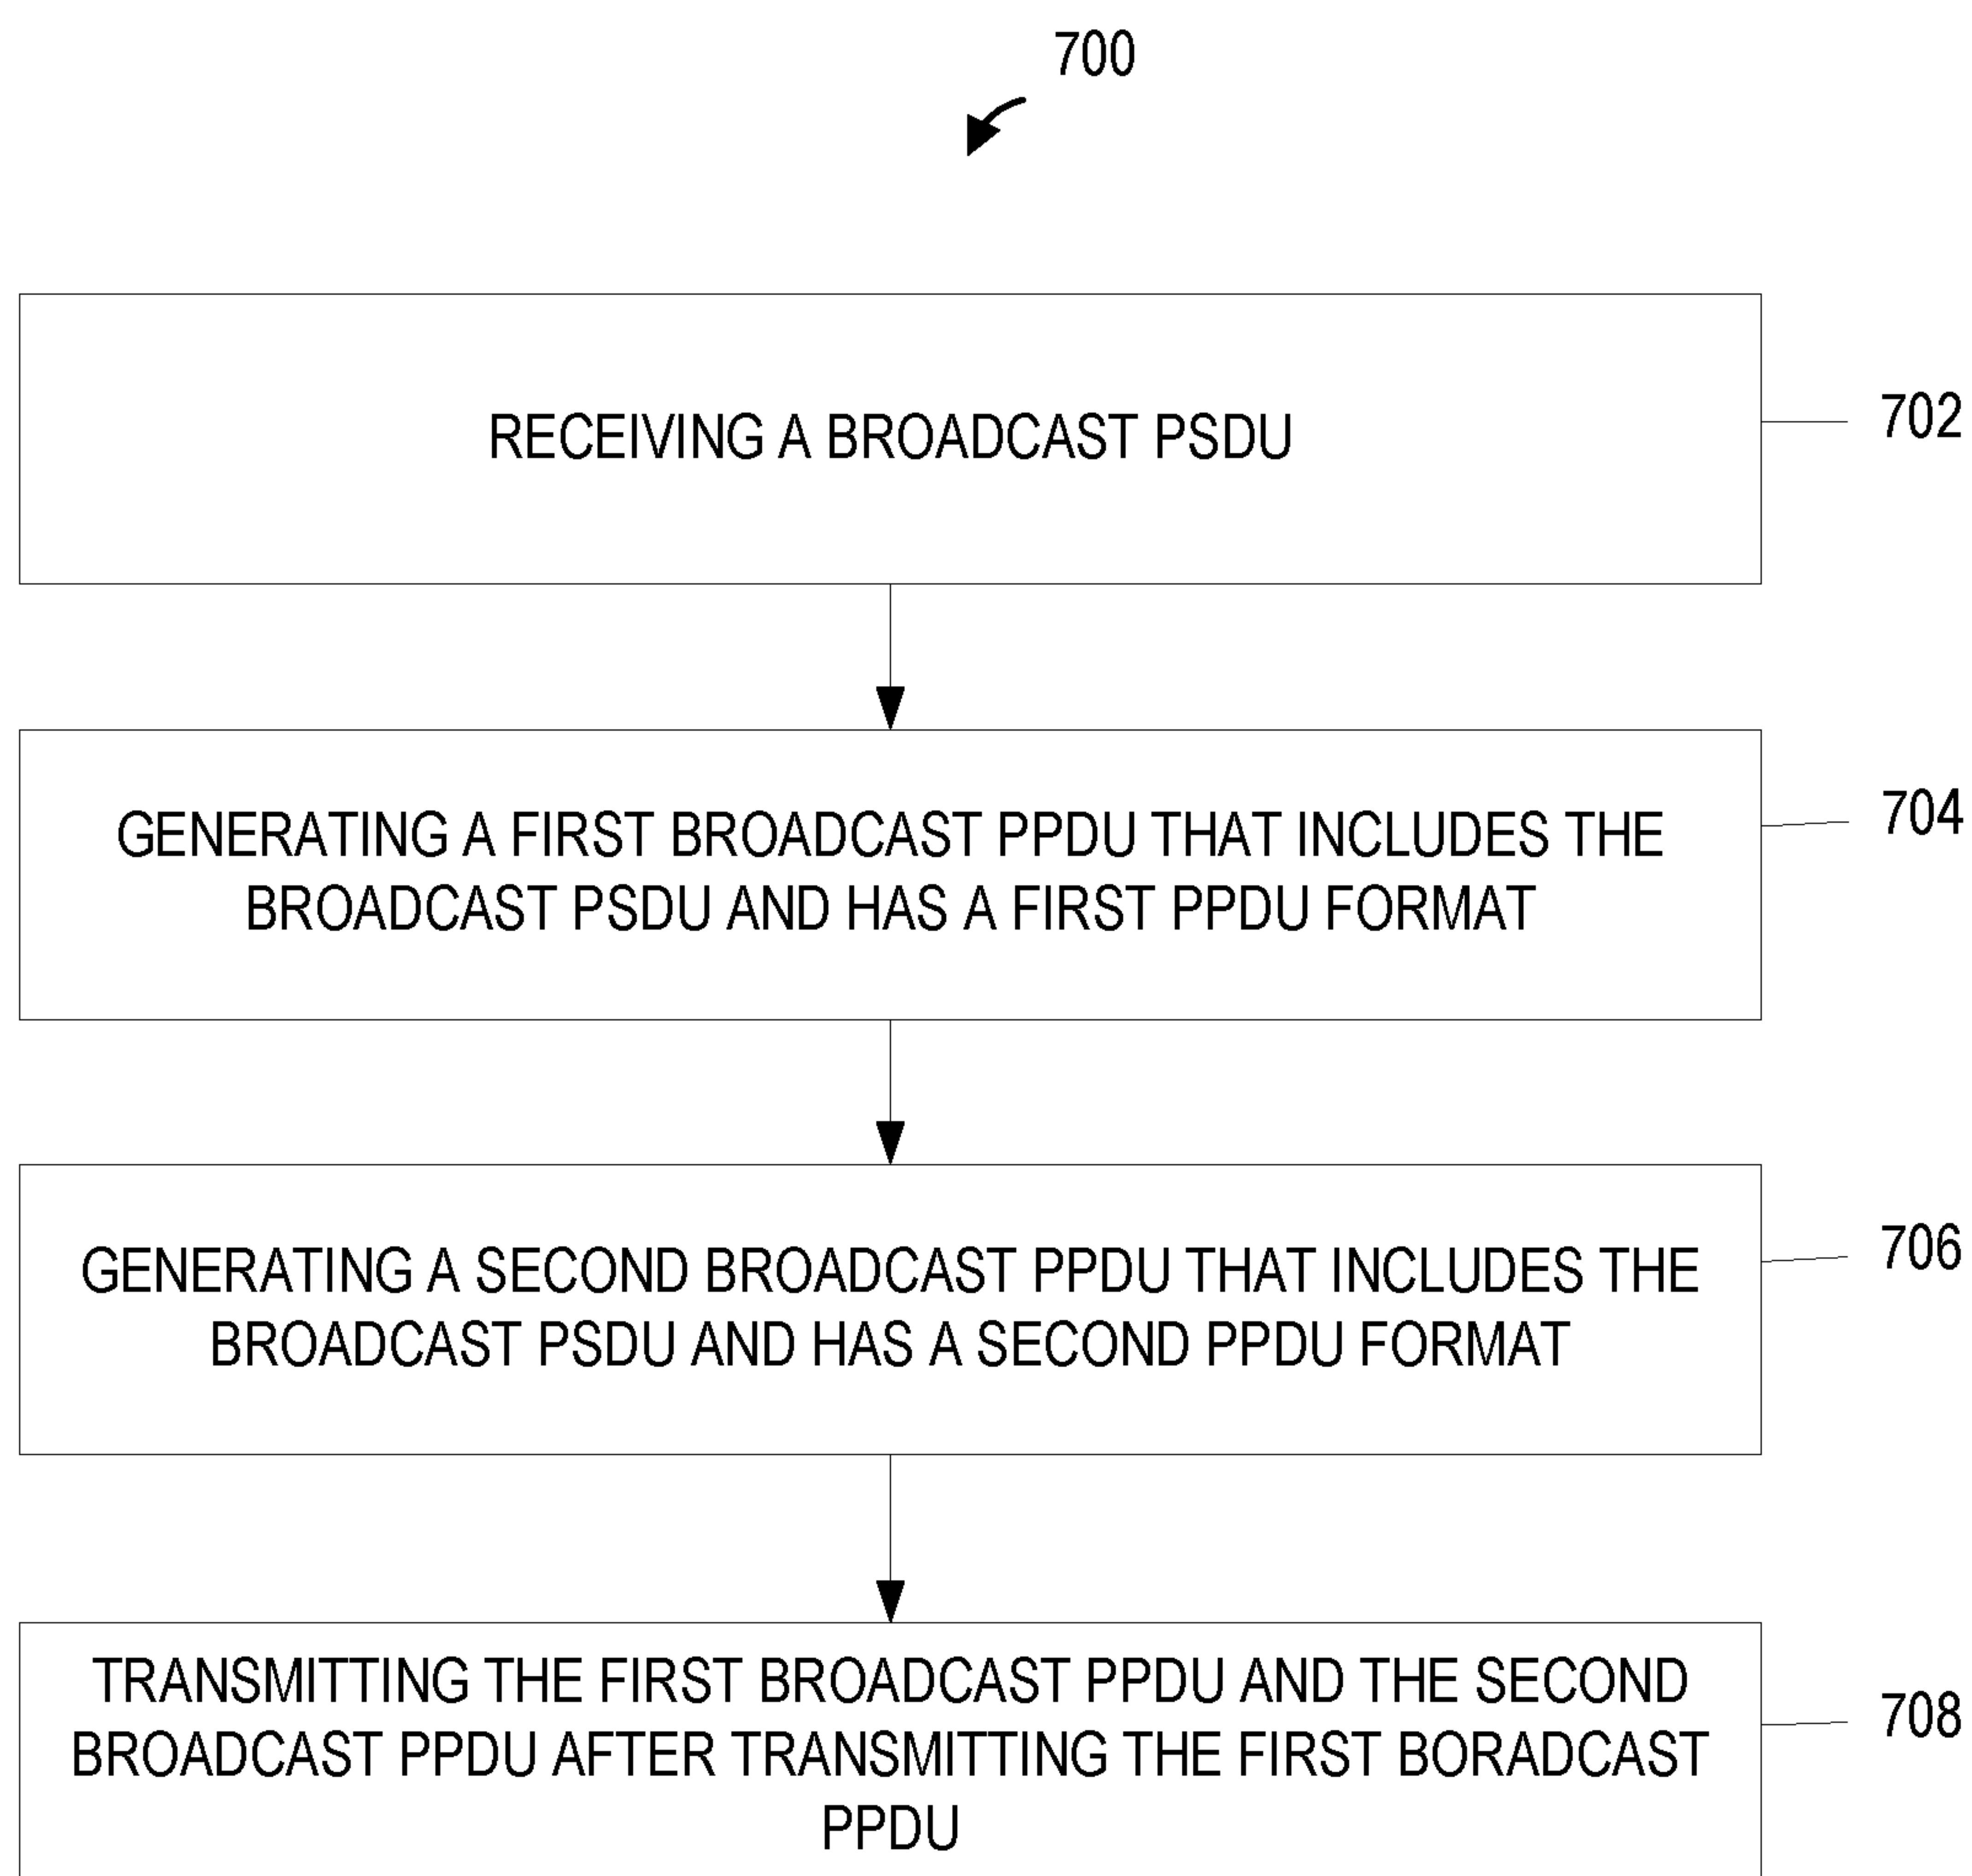 700
RECEIVING A BROADCAST PSDU
702
GENERATING A FIRST BROADCAST PPDU THAT INCLUDES THE
BROADCAST PSDU AND HAS A FIRST PPDU FORMAT
704
GENERATING A SECOND BROADCAST PPDU THAT INCLUDES THE
BROADCAST PSDU AND HAS A SECOND PPDU FORMAT
706
TRANSMITTING THE FIRST BROADCAST PPDU AND THE SECOND
BROADCAST PPDU AFTER TRANSMITTING THE FIRST BORADCAST
PPDU
708